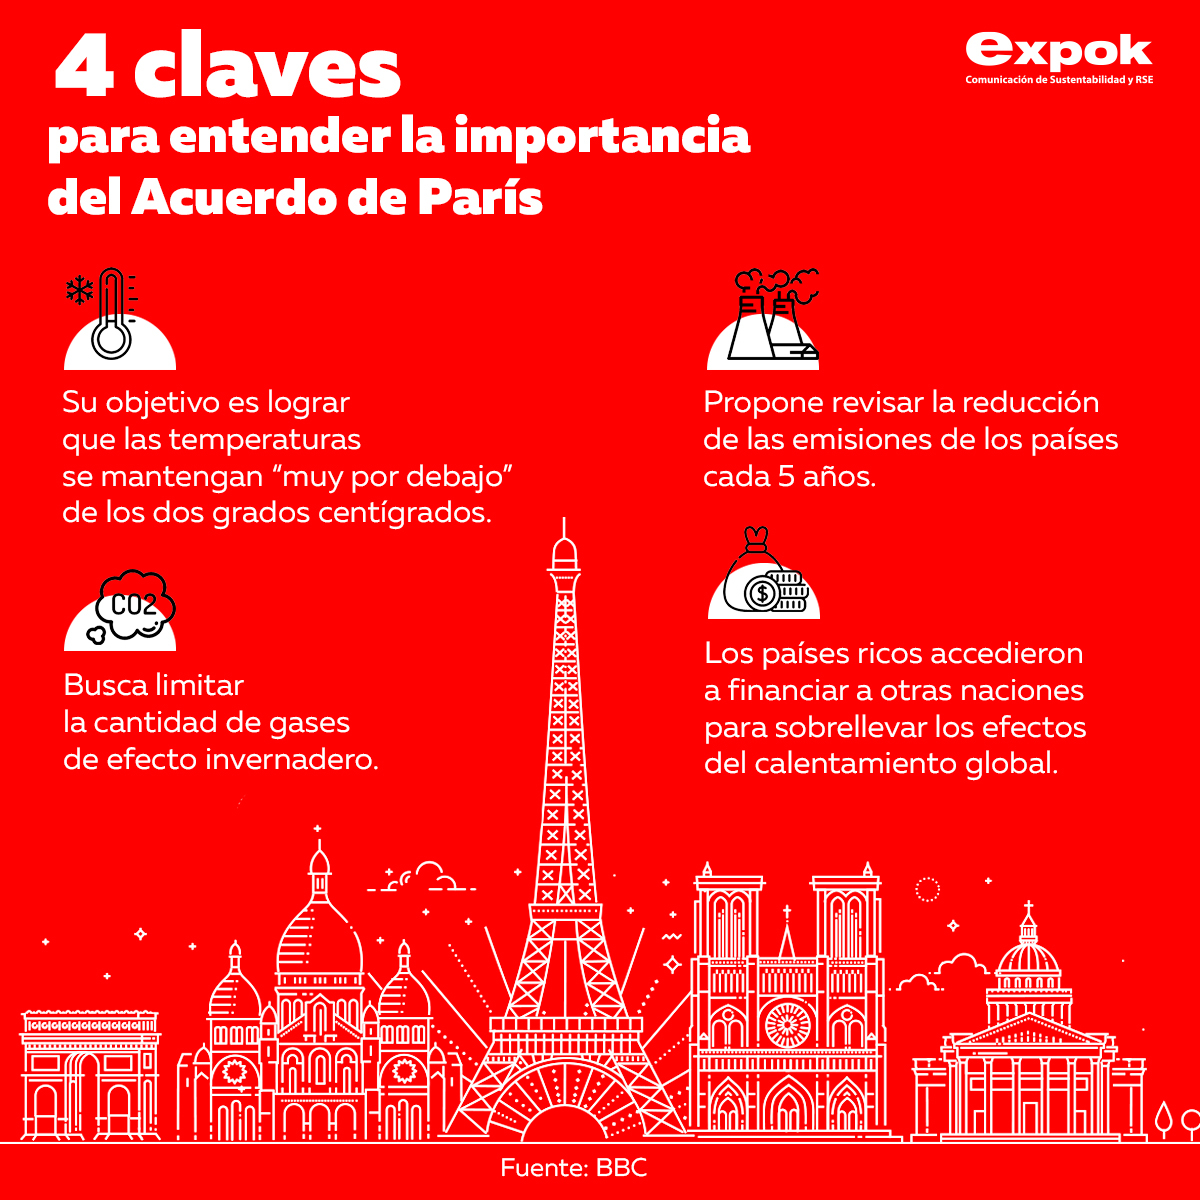 4 claves
para entender la importancia
del Acuerdo de París
expok
Comunicación de Sustentabilidad y RSE
Su objetivo es lograr
que las temperaturas
se mantengan “muy por debajo”
de los dos grados centígrados.
Propone revisar la reducción
de las emisiones de los países
cada 5 años.
CO2
Busca limitar
la cantidad de gases
de efecto invernadero.
$
Los países ricos accedieron
a financiar a otras naciones
para sobrellevar los efectos
del calentamiento global.
Fuente: BBC